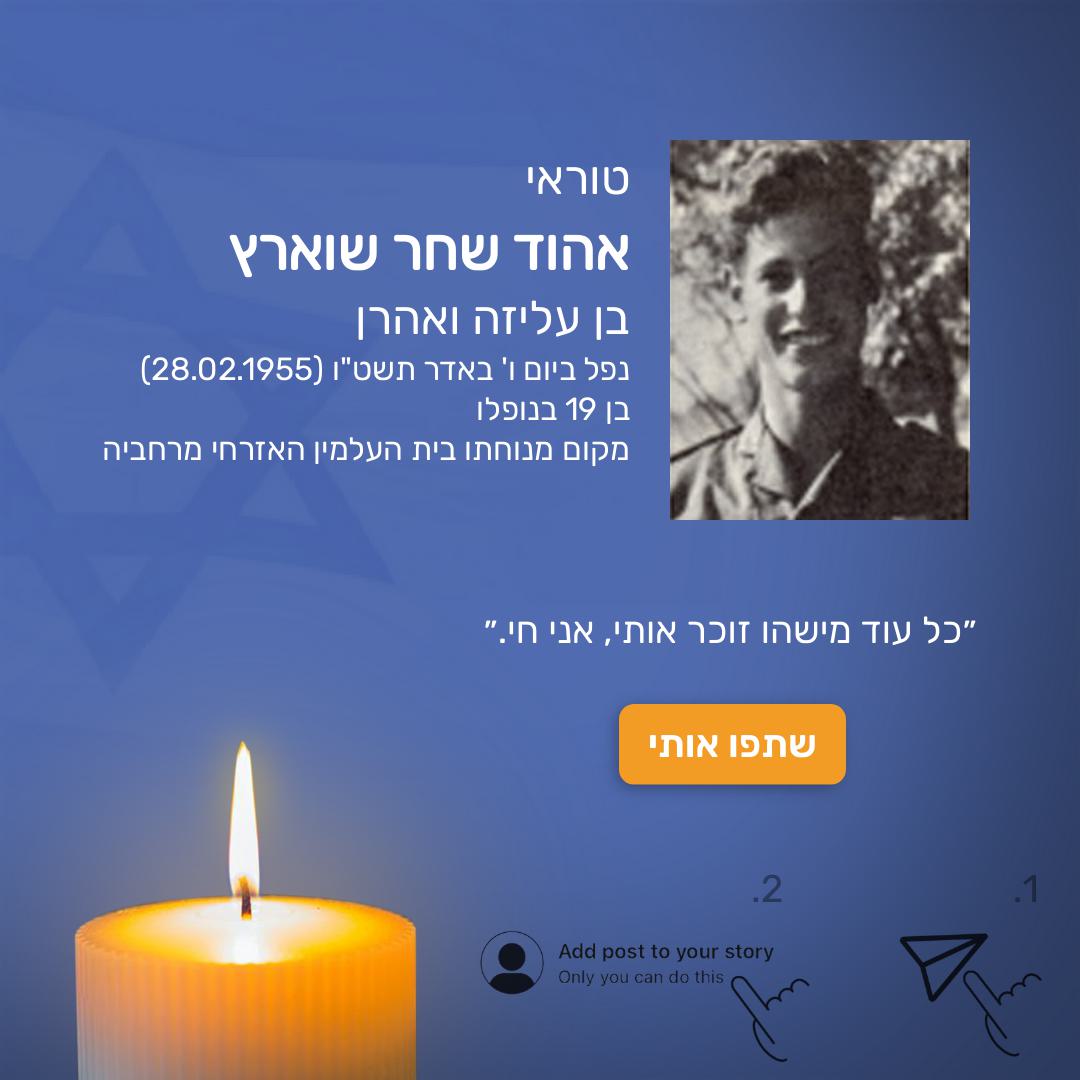 טוראי
אהוד שחר שוארץ
בן עליזה ואהרן
נפל ביום ו' באדר תשט"ו (28.02.1955)
בן 19 בנופלו
מקום מנוחתו בית העלמין האזרחי מרחביה
״כל עוד מישהו זוכר אותי, אני חי.״
שתפו אותי
.1
.2
Add post to your story
Only you can do this